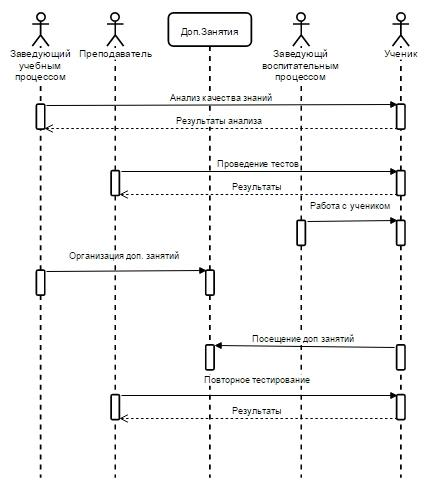 Доп.Занятия
Заведующий
учебным
процессом
Преподаватель
Заведующй
воспитательным
процессом
Ученик
Анализ качества знаний
Результаты анализа
Проведение тестов
Результаты
Работа с учеником
Организация доп. занятий
Посещение доп занятий
Повторное тестирование
Результаты